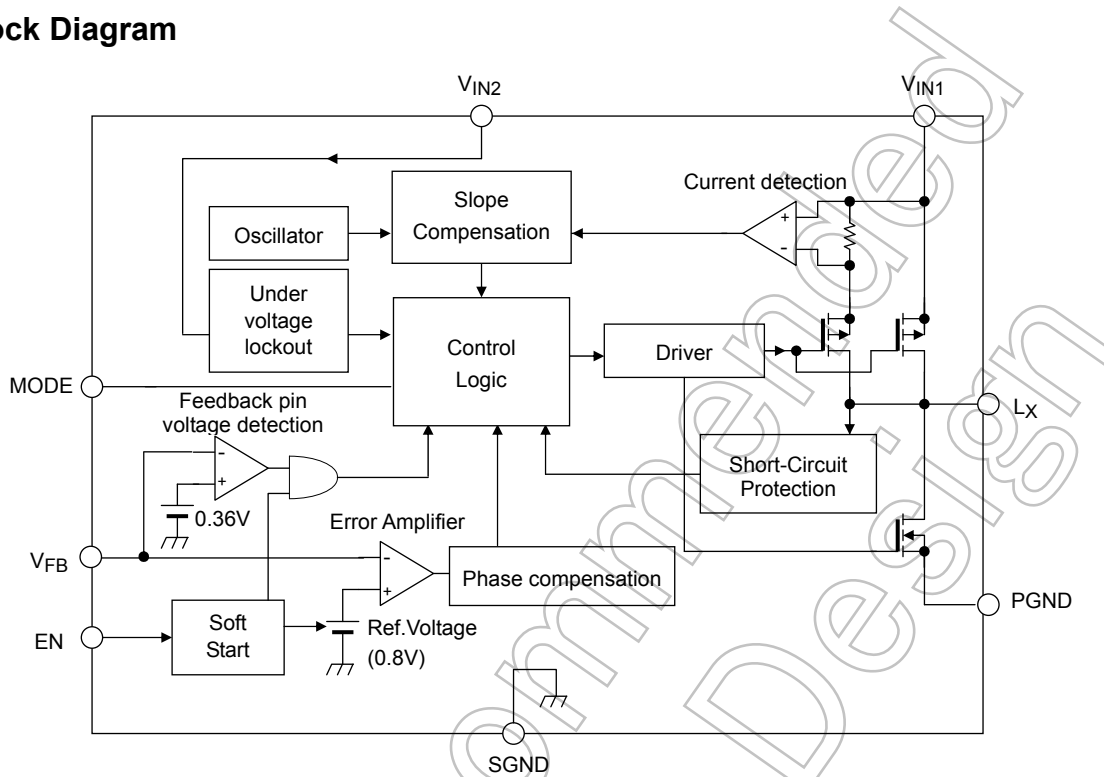 ock Diagram
VIN2
VIN1
Current detection
+
-
Slope
Compensation
Oscillator
Under
voltage
lockout
Control
Logic
Driver
MODE
LX
Feedback pin
voltage detection
-
+
0.36V
Short-Circuit
Protection
Error Amplifier
VFB
-
+
Phase compensation
EN
Soft
Start
Ref.Voltage
(0.8V)
PGND
SGND
ommended
Design